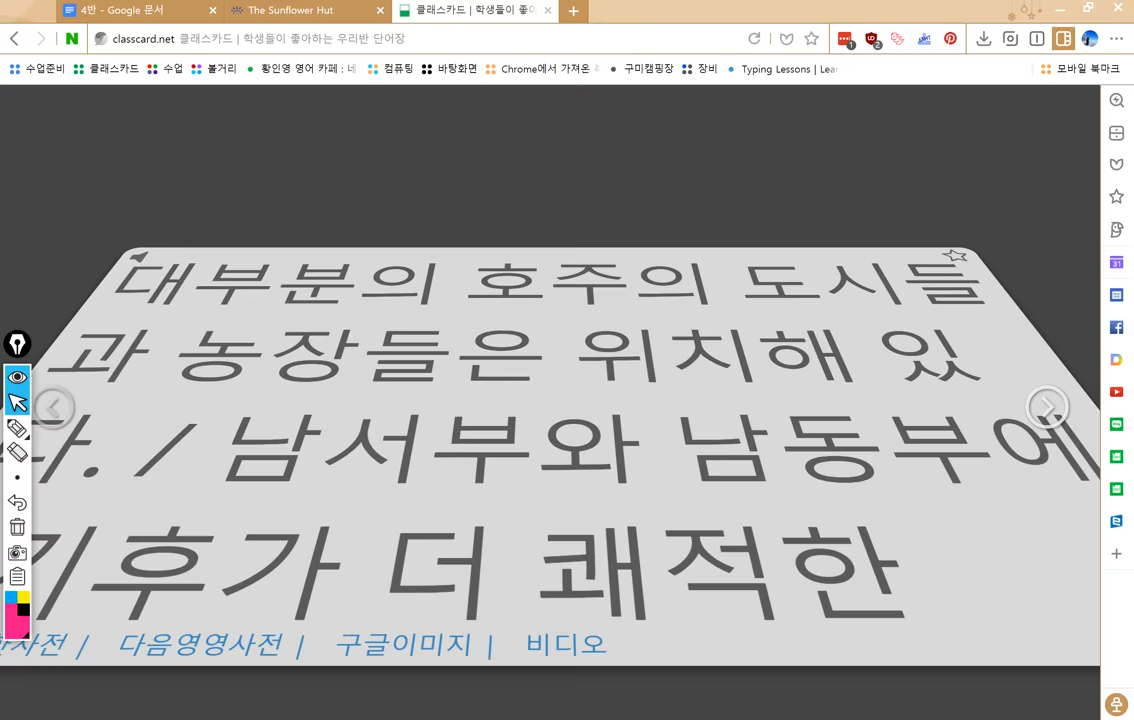 4반 - Google 문서
The Sunflower Hut
클래스카드 | 학생들이 좋아
classcard.net 클래스카드 | 학생들이 좋아하는 우리반 단어장
1
2
수업준비
클래스카드
수업
볼거리
황인영 영어 카페 : 네
컴퓨팅
바탕화면
Chrome에서 가져온
구미캠핑장
장비
Typing Lessons | Lea
모바일 북마크
31
대부분의 호주의 도시들
과 농장들은 위치해 있
다. / 남서부와 남동부에
기후가 더 쾌적한
한사전 / 다음영영사전 / 구글이미지 | 비디오